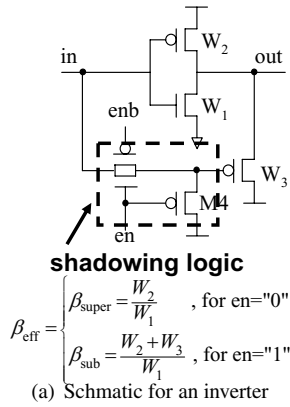 W2
in out
W1
enb
W3
M4
en
shadowing logic
βeff = { βsuper = W2/W1 , for en="0"
βsub = W2 + W3/W1 , for en="1"
(a) Schmatic for an inverter